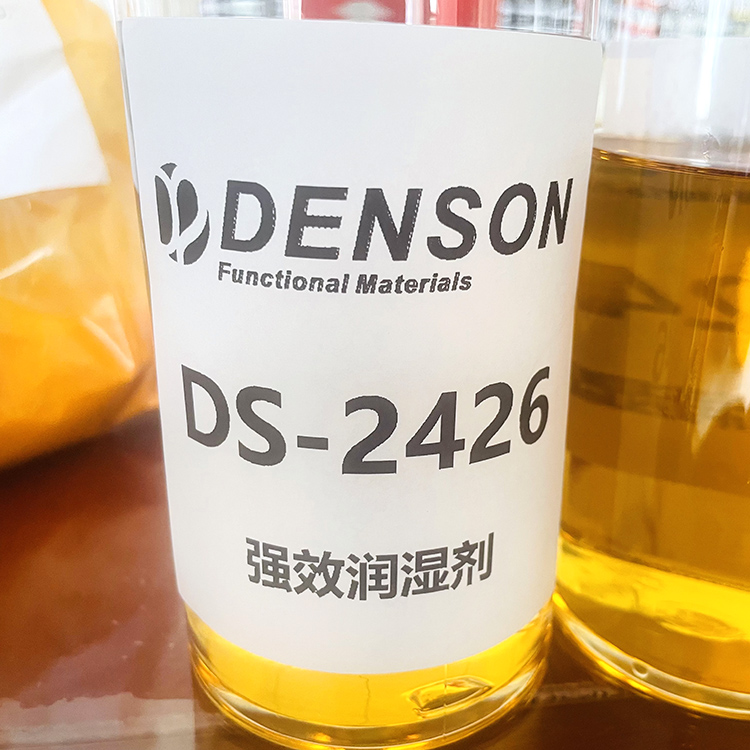 DENSON
Functional Materials
DS-2426
强效润湿剂